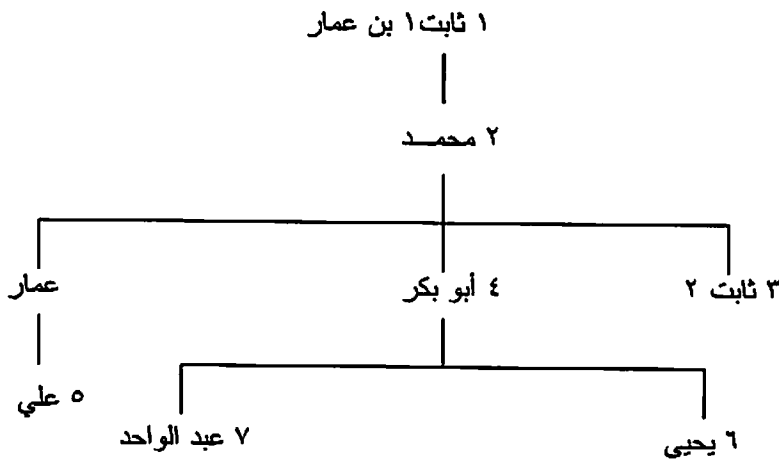 ١ ثابت١ بن عمار
٢ محمـــد
٣ ثابت ٢ ٤ أبو بكر عمار
٥ علي
٦ يحيى ٧ عبد الواحد